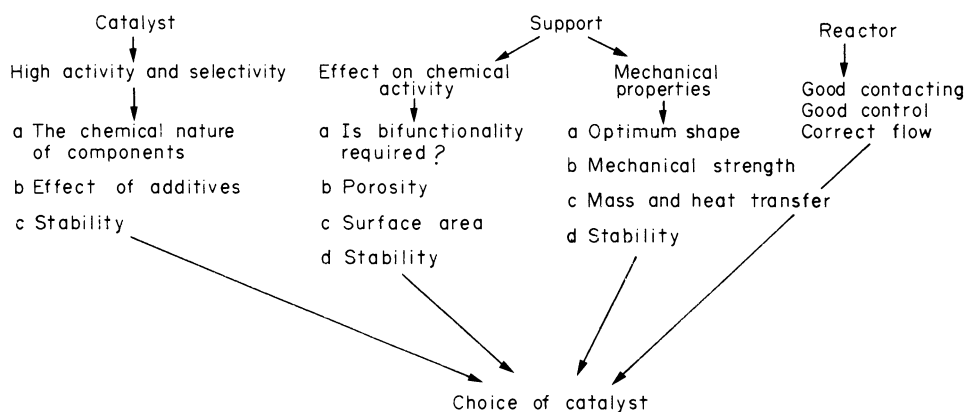 Catalyst
High activity and selectivity
a The chemical nature
of components
b Effect of additives
c Stability
Support
Effect on chemical
activity
a Is bifunctionality
required?
b Porosity
c Surface area
d Stability
Mechanical
properties
a Optimum shape
b Mechanical strength
c Mass and heat transfer
d Stability
Reactor
Good contacting
Good control
Correct flow
Choice of catalyst